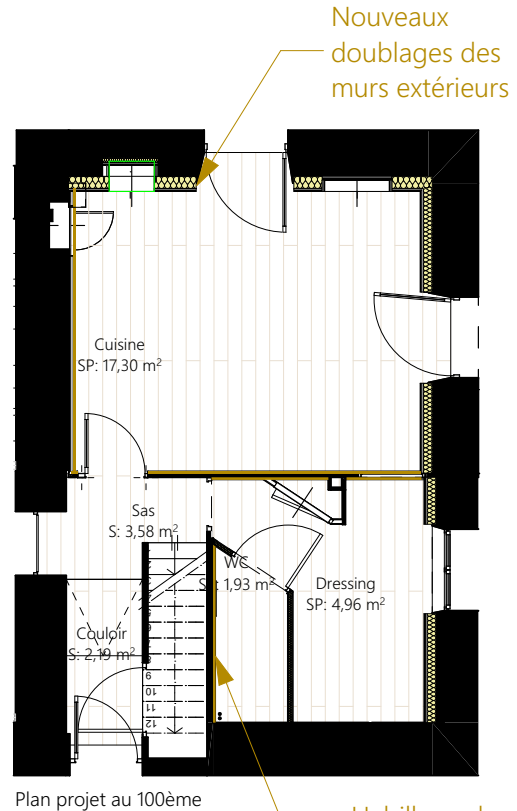 Nouveaux
doublages des
murs extérieurs
Cuisine
SP: 17,30 m²
Sas
S: 3,58 m²
WC
1,93 m²
Dressing
SP: 4,96 m²
Couloir
S: 2,19 m²
9
10
11
12
Plan projet au 100ème